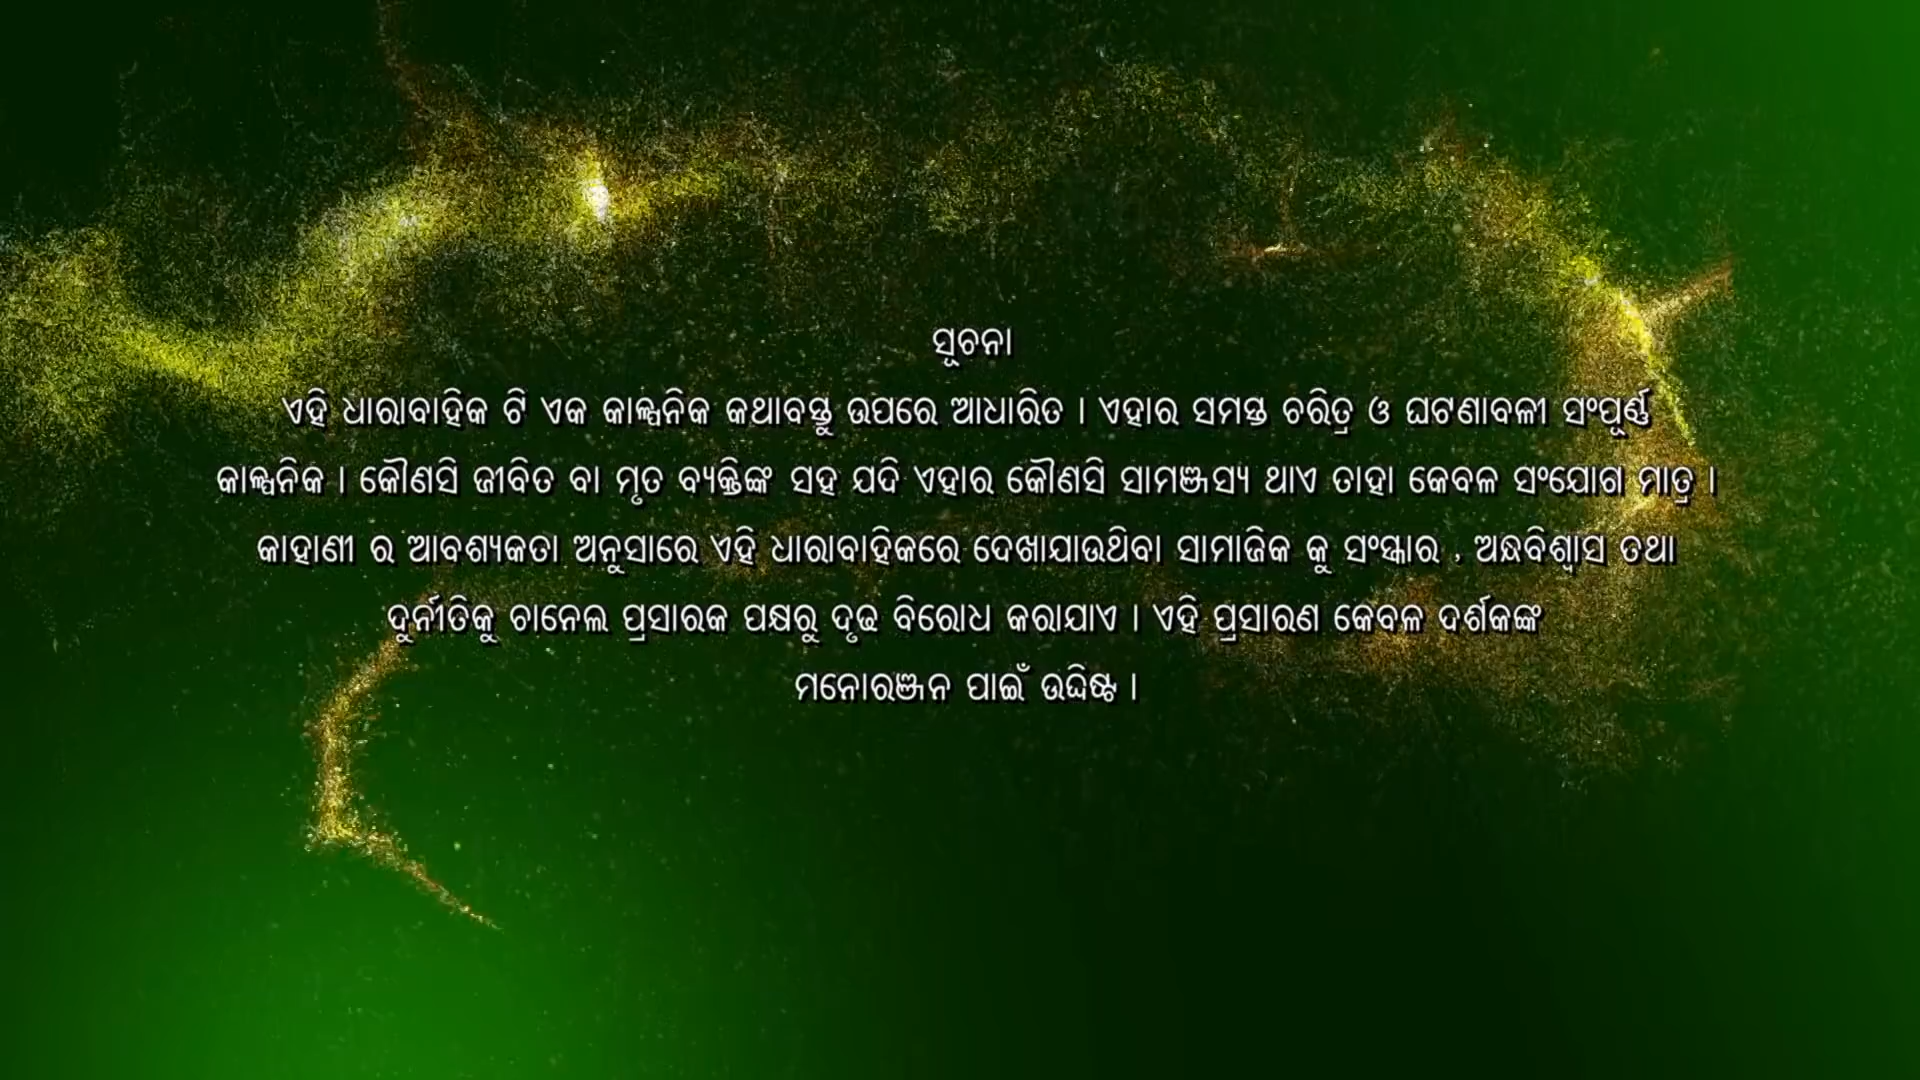 ସୂଚନା
ଏହି ଧାରାବାହିକ ଟି ଏକ କାଳ୍ପନିକ କଥାବସ୍ତୁ ଉପରେ ଆଧାରିତ । ଏହାର ସମସ୍ତ ଚରିତ୍ର ଓ ଘଟଣାବଳୀ ସଂପୂର୍ଣ୍ଣ
କାଳ୍ପନିକ । କୌଣସି ଜୀବିତ ବା ମୃତ ବ୍ୟକ୍ତିଙ୍କ ସହ ଯଦି ଏହାର କୌଣସି ସାମଞ୍ଜସ୍ୟ ଥାଏ ତାହା କେବଳ ସଂଯୋଗ ମାତ୍ର ।
କାହାଣୀ ର ଆବଶ୍ୟକତା ଅନୁସାରେ ଏହି ଧାରାବାହିକରେ ଦେଖାଯାଉଥିବା ସାମାଜିକ କୁ ସଂସ୍କାର , ଅନ୍ଧବିଶ୍ୱାସ ତଥା
ଦୁର୍ନୀତିକୁ ଚାନେଲ ପ୍ରସାରକ ପକ୍ଷରୁ ଦୃଢ ବିରୋଧ କରାଯାଏ । ଏହି ପ୍ରସାରଣ କେବଳ ଦର୍ଶକଙ୍କ
ମନୋରଞ୍ଜନ ପାଇଁ ଉଦ୍ଦିଷ୍ଟ ।